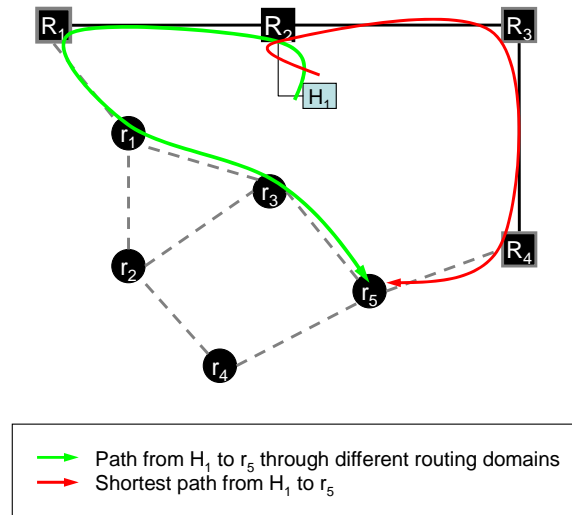 R1
R2
R3
H1
r1
r3
R4
r2
r5
r4
Path from H1 to r5 through different routing domains
Shortest path from H1 to r5